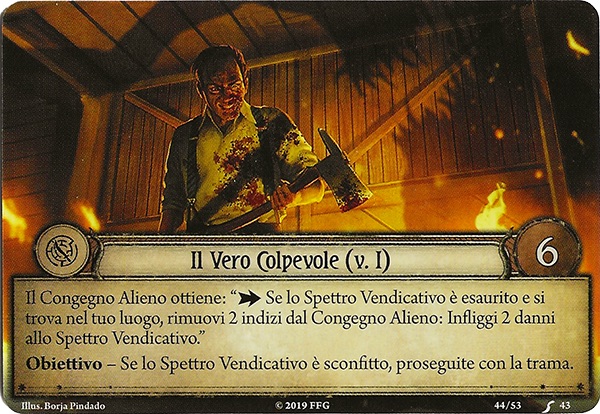 Il Vero Colpevole (v. I)
6
Il Congegno Alieno ottiene: “ Se lo Spettro Vendicativo è esaurito e si
trova nel tuo luogo, rimuovi 2 indizi dal Congegno Alieno: Infliggi 2 danni
allo Spettro Vendicativo.”
Obiettivo – Se lo Spettro Vendicativo è sconfitto, proseguite con la trama.
Illus. Borja Pindado
© 2019 FFG
44/53
43